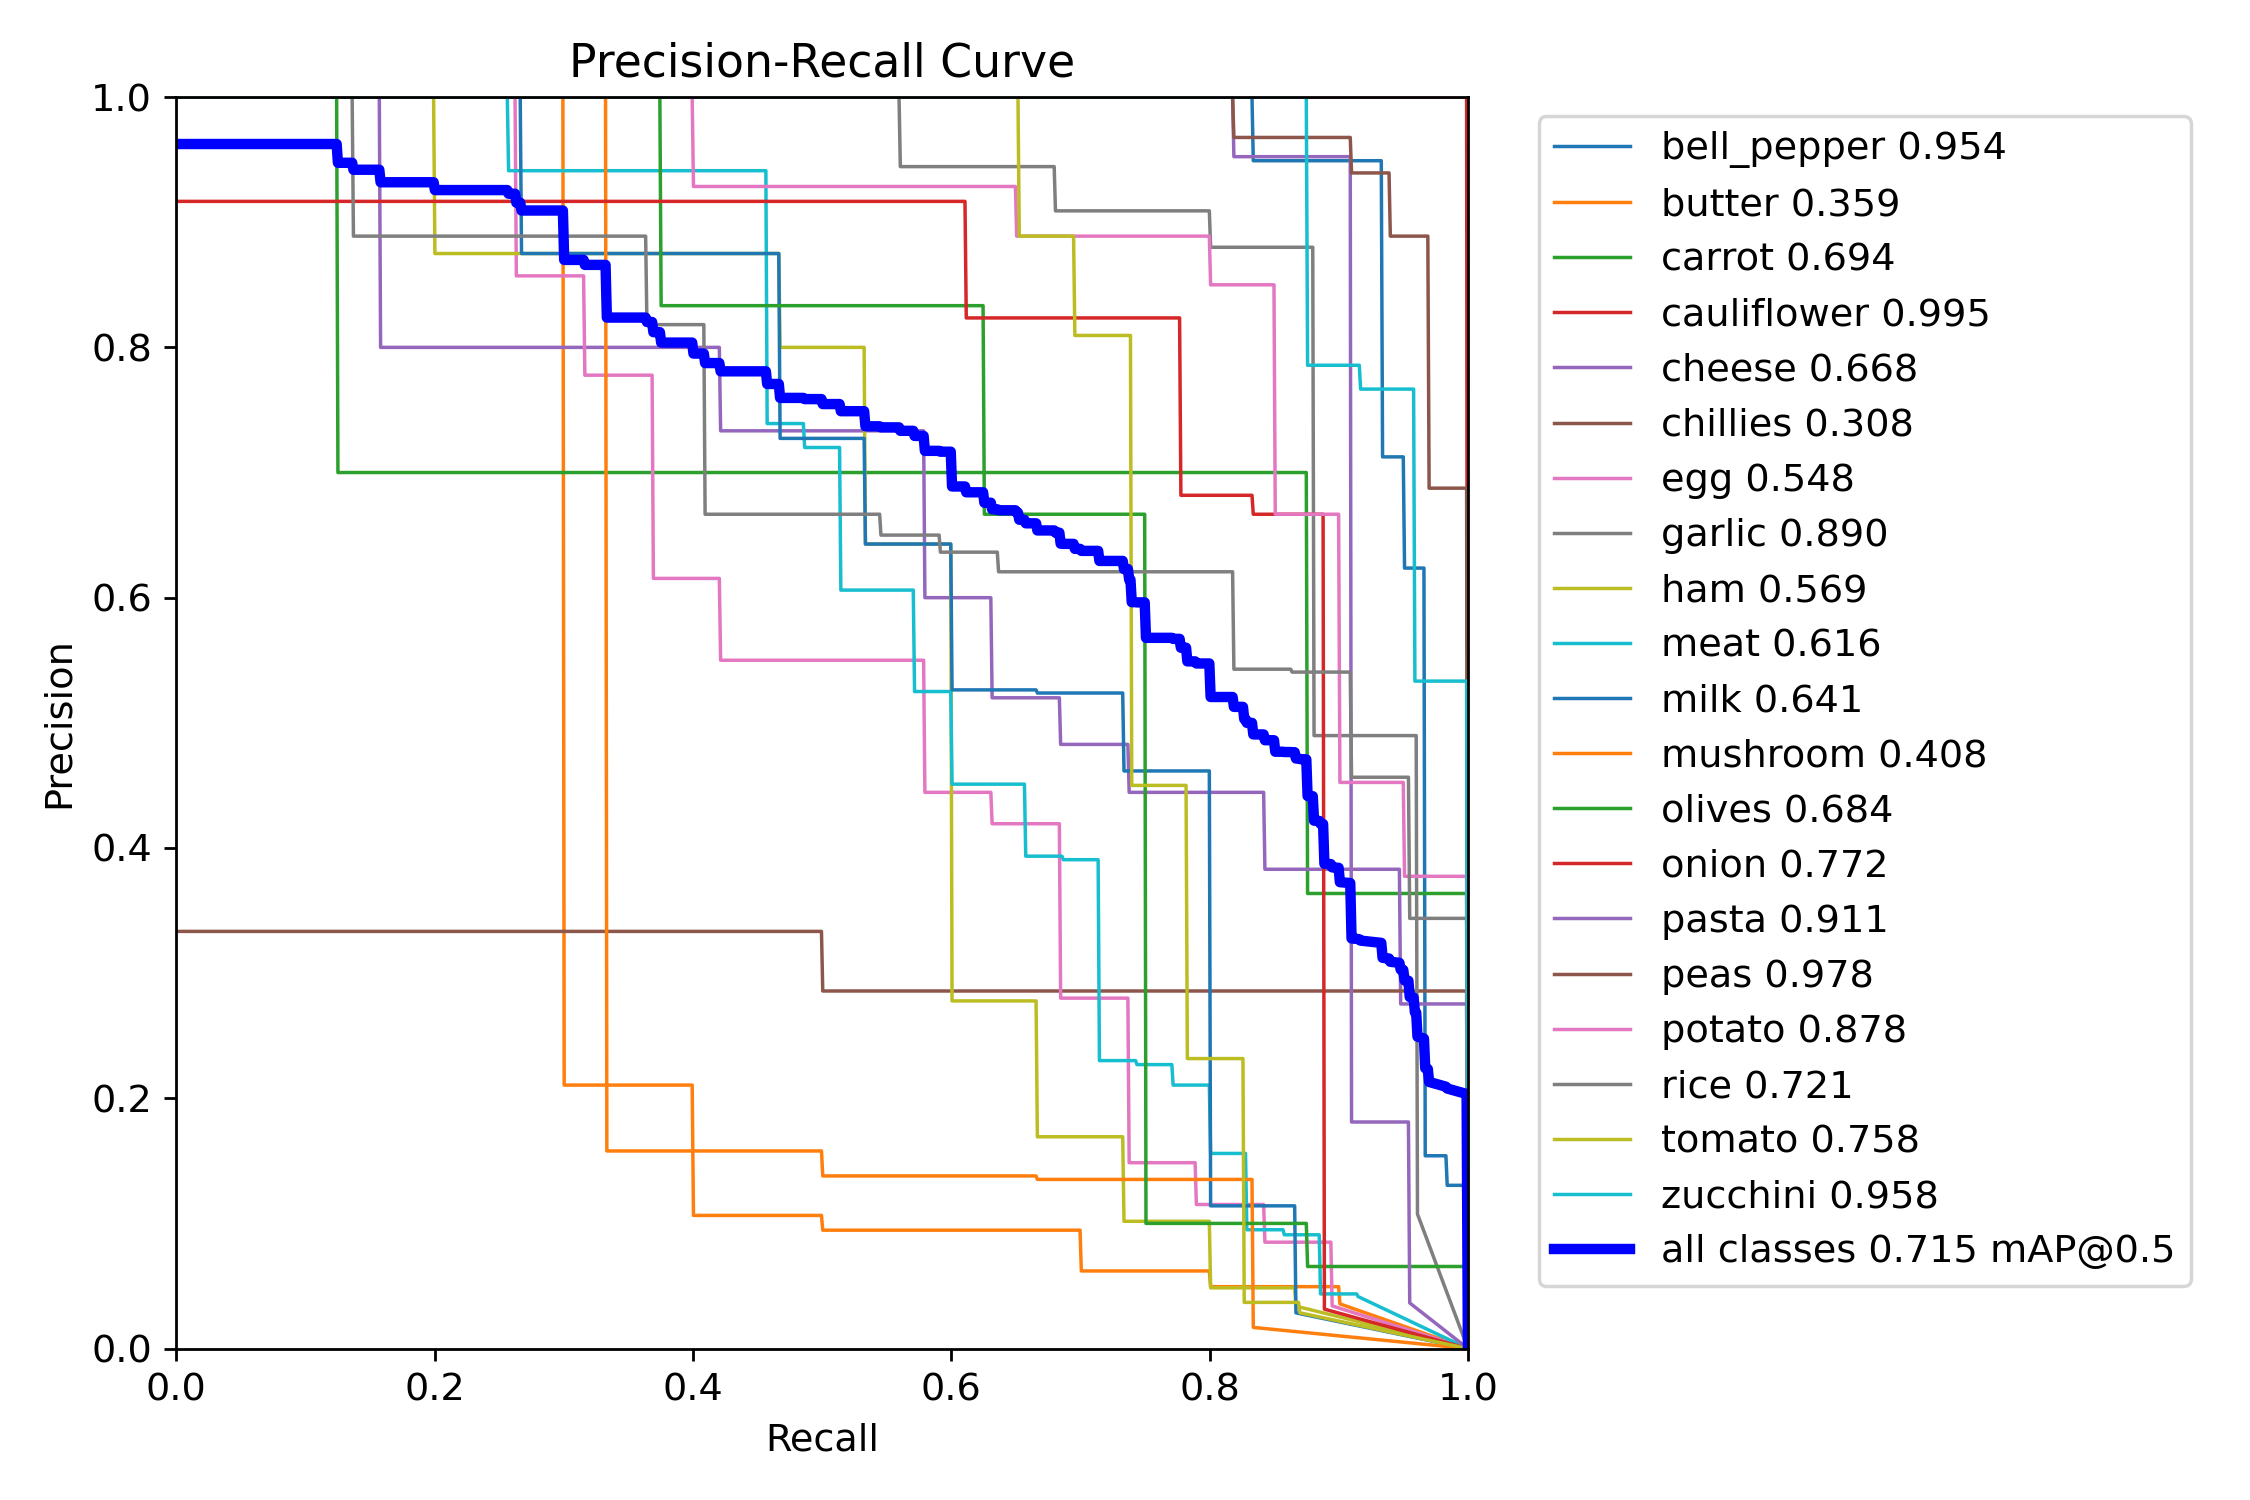 Precision-Recall Curve
1.0
0.8
0.6
0.4
0.2
0.0
Precision
0.0 0.2 0.4 0.6 0.8 1.0
Recall
bell_pepper 0.954
butter 0.359
carrot 0.694
cauliflower 0.995
cheese 0.668
chillies 0.308
egg 0.548
garlic 0.890
ham 0.569
meat 0.616
milk 0.641
mushroom 0.408
olives 0.684
onion 0.772
pasta 0.911
peas 0.978
potato 0.878
rice 0.721
tomato 0.758
zucchini 0.958
all classes 0.715 mAP@0.5